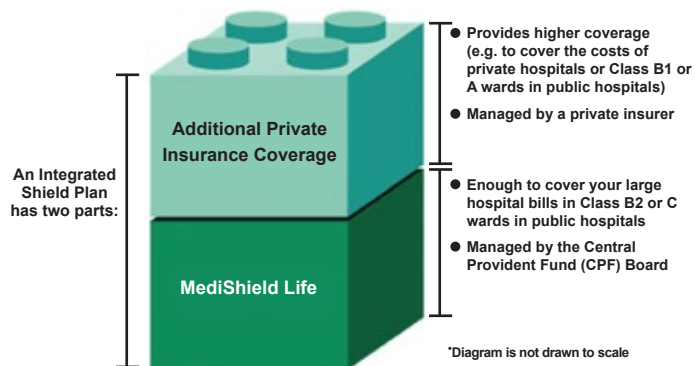 An Integrated
Shield Plan
has two parts:
Additional Private
Insurance Coverage
MediShield Life
● Provides higher coverage
(e.g. to cover the costs of
private hospitals or Class B1 or
A wards in public hospitals)
● Managed by a private insurer
● Enough to cover your large
hospital bills in Class B2 or C
wards in public hospitals
● Managed by the Central
Provident Fund (CPF) Board
*Diagram is not drawn to scale